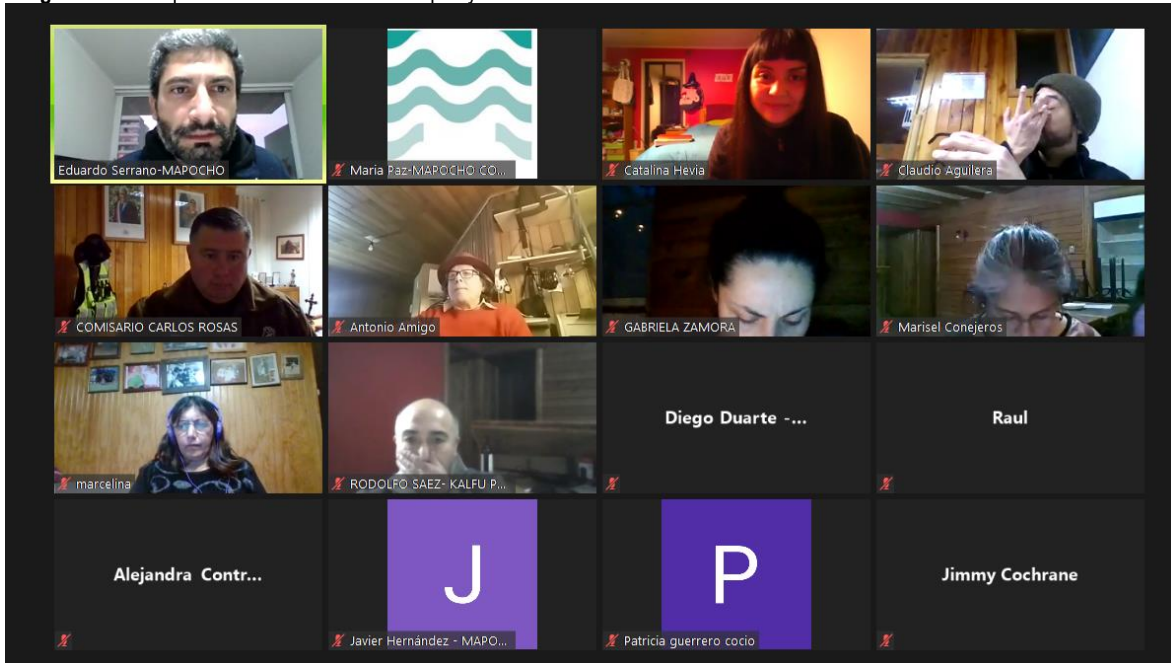 Eduardo Serrano-MAPOCHO
Maria Paz-MAPOCHO CO...
Catalina Hevia
Claudio Aguilera
COMISARIO CARLOS ROSAS
Antonio Amigo
GABRIELA ZAMORA
Marisel Conejeros
marcelina
RODOLFO SAEZ- KALFU P...
Diego Duarte -...
Raul
Alejandra Contr...
J
Javier Hernández - MAPO...
P
Patricia guerrero cocio
Jimmy Cochrane